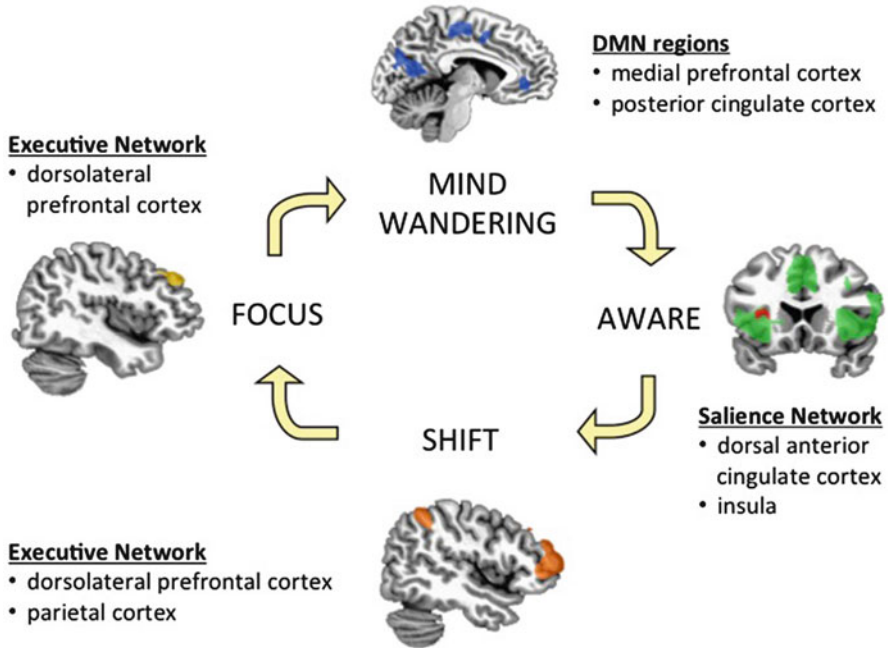 DMN regions
• medial prefrontal cortex
• posterior cingulate cortex
Executive Network
• dorsolateral
prefrontal cortex
MIND
WANDERING
FOCUS
AWARE
Salience Network
• dorsal anterior
cingulate cortex
• insula
SHIFT
Executive Network
• dorsolateral prefrontal cortex
• parietal cortex